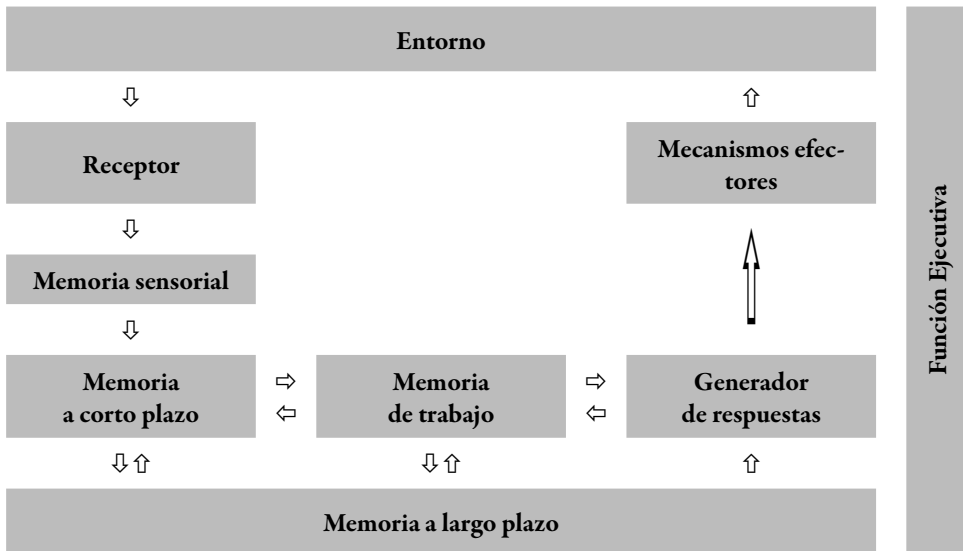 Entorno
Receptor
Mecanismos efec-
tores
Memoria sensorial
Memoria
a corto plazo
Memoria
de trabajo
Generador
de respuestas
Memoria a largo plazo
Función Ejecutiva